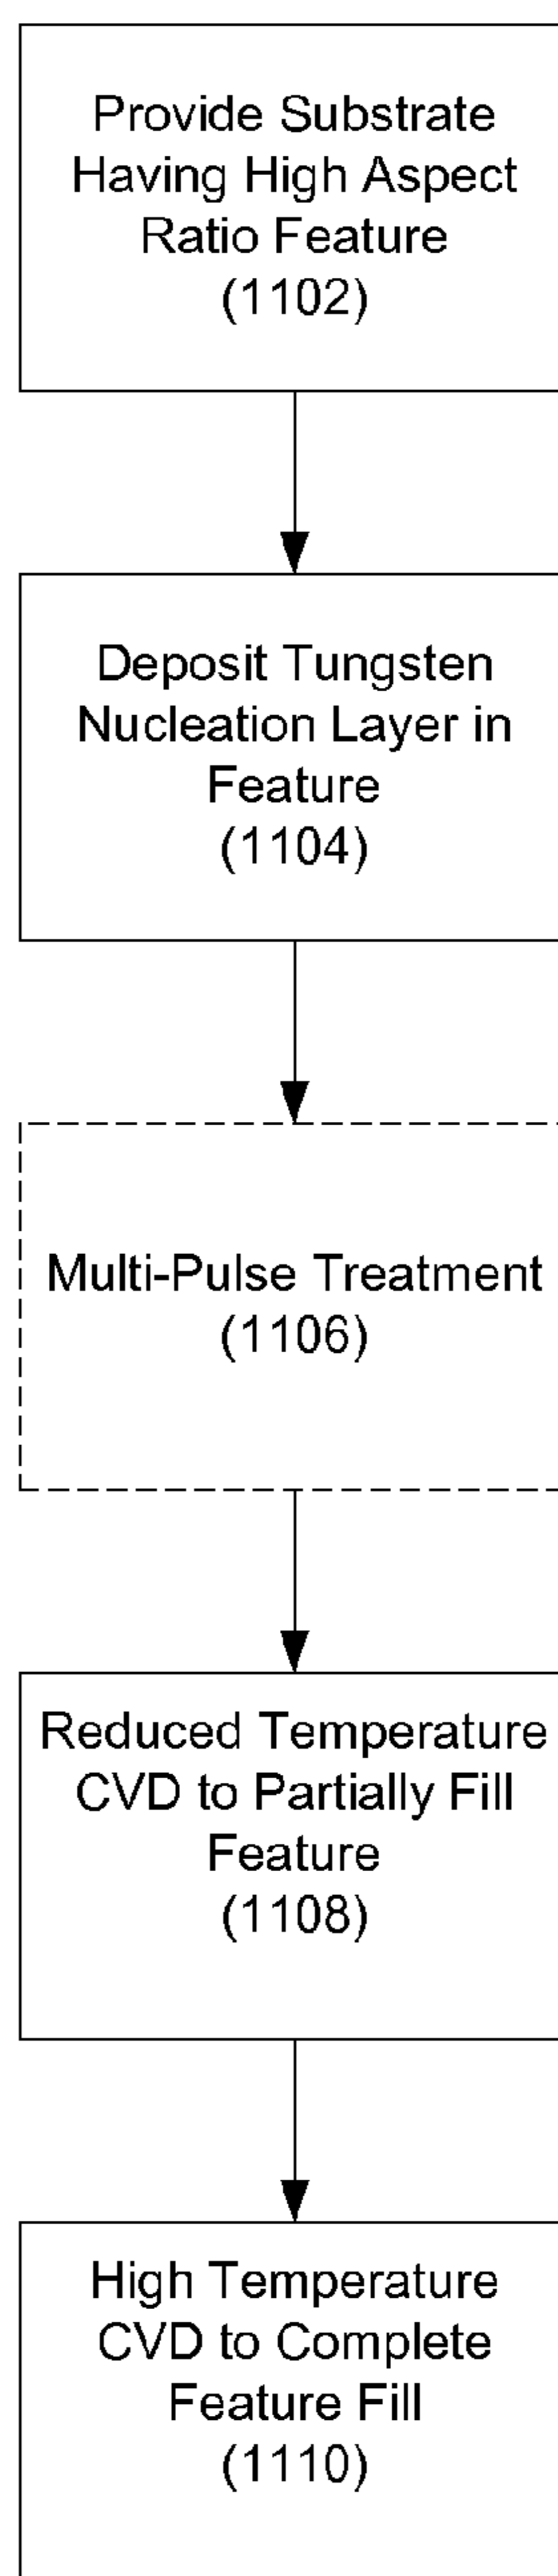 Provide Substrate
Having High Aspect
Ratio Feature
(1102)
Deposit Tungsten
Nucleation Layer in
Feature
(1104)
Multi-Pulse Treatment
(1106)
Reduced Temperature
CVD to Partially Fill
Feature
(1108)
High Temperature
CVD to Complete
Feature Fill
(1110)